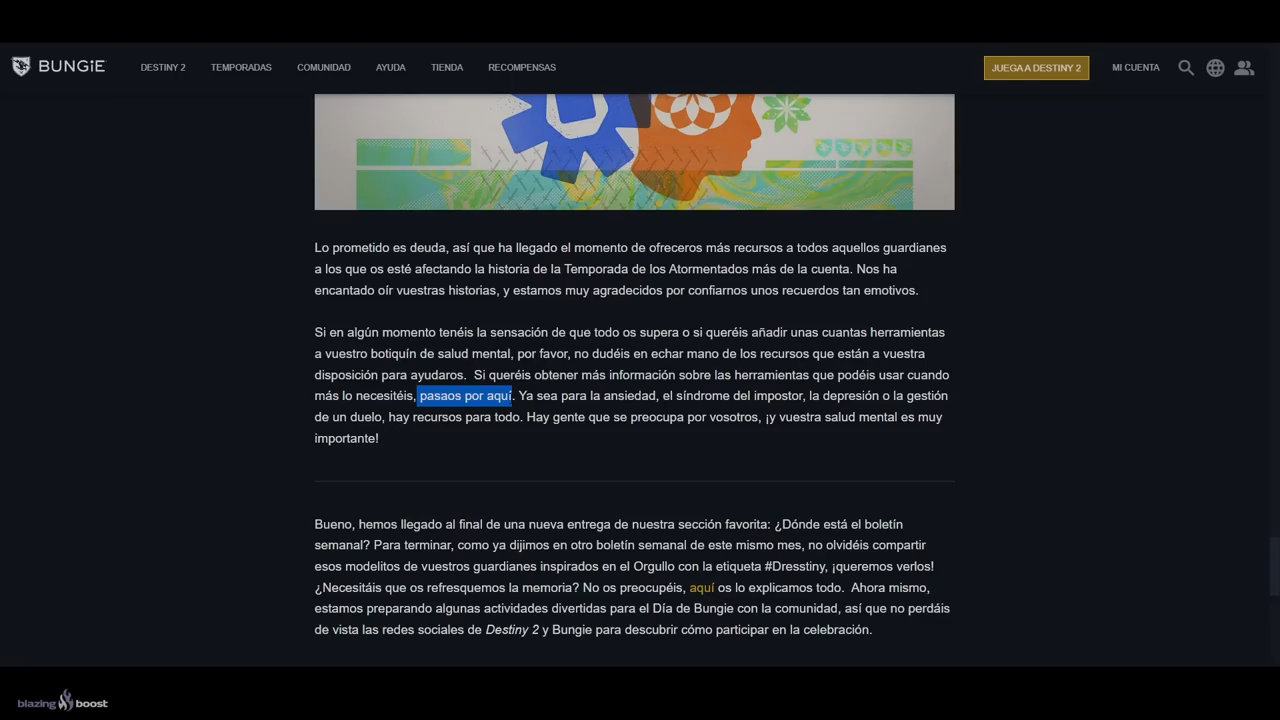 BUNGiE DESTINY 2 TEMPORADAS COMUNIDAD AYUDA TIENDA RECOMPENSAS JUEGA A DESTINY 2 MI CUENTA
Lo prometido es deuda, así que ha llegado el momento de ofreceros más recursos a todos aquellos guardianes
a los que os esté afectando la historia de la Temporada de los Atormentados más de la cuenta. Nos ha
encantado oír vuestras historias, y estamos muy agradecidos por confiarnos unos recuerdos tan emotivos.
Si en algún momento tenéis la sensación de que todo os supera o si queréis añadir unas cuantas herramientas
a vuestro botiquín de salud mental, por favor, no dudéis en echar mano de los recursos que están a vuestra
disposición para ayudaros.  Si queréis obtener más información sobre las herramientas que podéis usar cuando
más lo necesitéis, pasaos por aquí. Ya sea para la ansiedad, el síndrome del impostor, la depresión o la gestión
de un duelo, hay recursos para todo. Hay gente que se preocupa por vosotros, ¡y vuestra salud mental es muy
importante!
Bueno, hemos llegado al final de una nueva entrega de nuestra sección favorita: ¿Dónde está el boletín
semanal? Para terminar, como ya dijimos en otro boletín semanal de este mismo mes, no olvidéis compartir
esos modelitos de vuestros guardianes inspirados en el Orgullo con la etiqueta #Dresstiny, ¡queremos verlos!
¿Necesitáis que os refresquemos la memoria? No os preocupéis, aquí os lo explicamos todo.  Ahora mismo,
estamos preparando algunas actividades divertidas para el Día de Bungie con la comunidad, así que no perdáis
de vista las redes sociales de Destiny 2 y Bungie para descubrir cómo participar en la celebración.
blazing boost